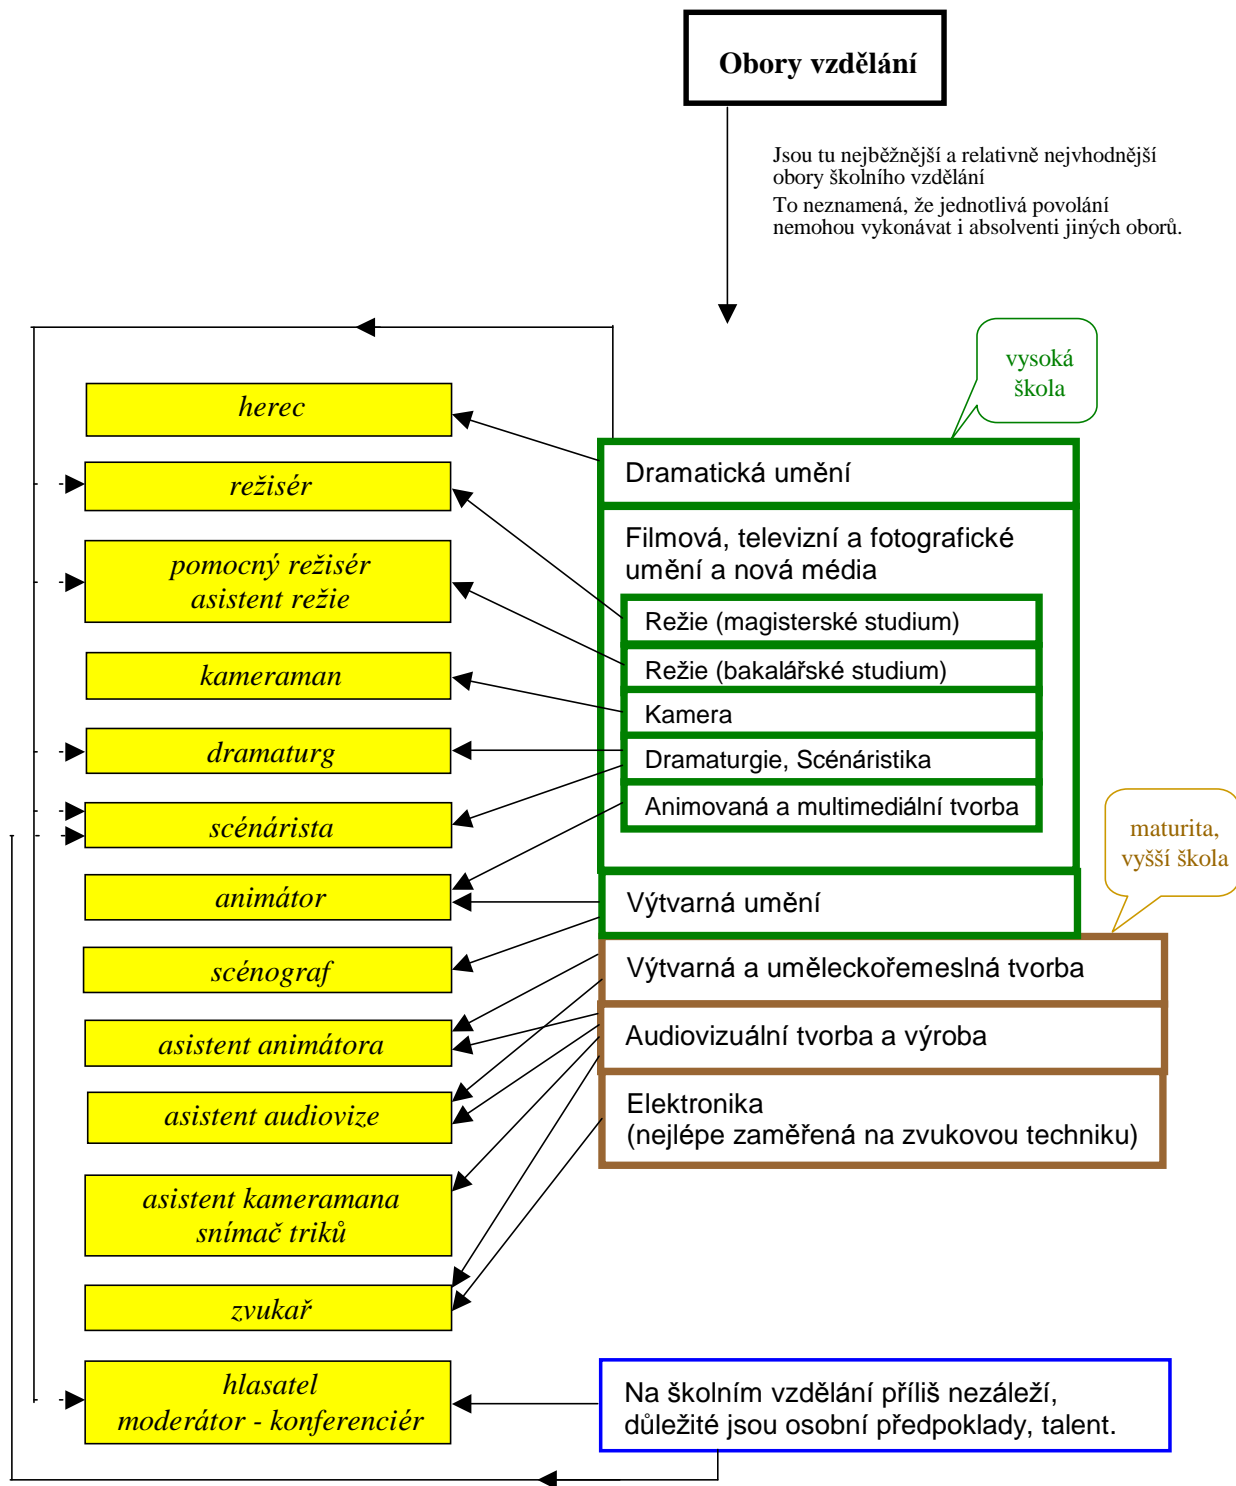 Obory vzdělání
Jsou tu nejběžnější a relativně nejvhodnější
obory školního vzdělání
To neznamená, že jednotlivá povolání
nemohou vykonávat i absolventi jiných oborů.
vysoká
škola
herec
režisér
pomocný režisér
asistent režie
kameraman
dramaturg
scénárista
animátor
scénograf
asistent animátora
asistent audiovize
asistent kameramana
snímač triků
zvukař
hlasatel
moderátor - konferenciér
Dramatická umění
Filmová, televizní a fotografické
umění a nová média
Režie (magisterské studium)
Režie (bakalářské studium)
Kamera
Dramaturgie, Scénáristika
Animovaná a multimediální tvorba
Výtvarná umění
maturita,
vyšší škola
Výtvarná a uměleckořemeslná tvorba
Audiovizuální tvorba a výroba
Elektronika
(nejlépe zaměřená na zvukovou techniku)
Na školním vzdělání příliš nezáleží,
důležité jsou osobní předpoklady, talent.